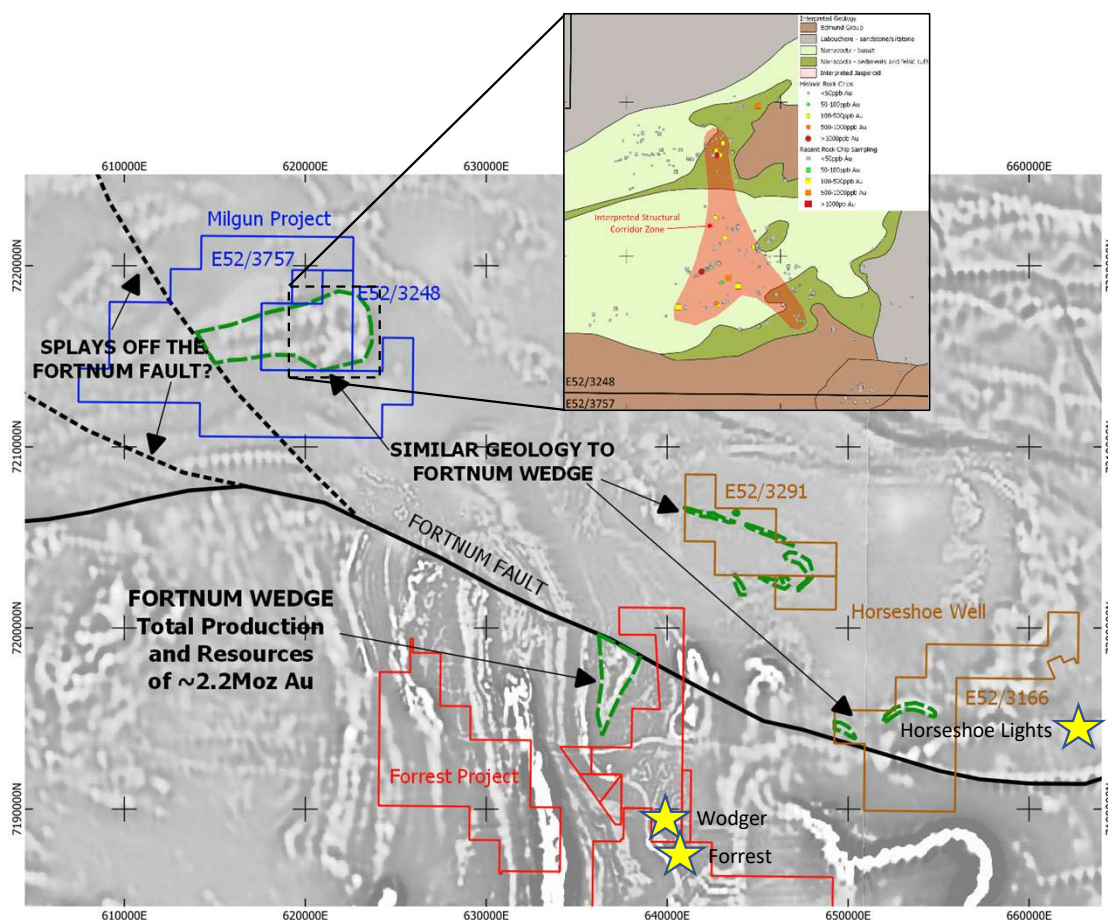 Interpreted Geology
Edmund Group
Labouchere - sandstone/siltstone
Narracoota - basalt
Narracoota - sediments and felsic tuffs
Interpreted Jasperoid
Historic Rock Chips
<50ppb Au
50-100ppb Au
100-500ppb Au
500-1000ppb Au
>1000ppb Au
Recent Rock Chip Sampling
<50ppb Au
50-100ppb Au
100-500ppb Au
500-1000ppb Au
>1000ppb Au
Interpreted Structural
Corridor Zone
E52/3248
E52/3757
610000E
620000E
630000E
660000E
Milgun Project
E52/3757
E52/3248
7220000N
7220000N
SPLAYS OFF THE
FORTNUM FAULT?
7210000N
7210000N
SIMILAR GEOLOGY TO
FORTNUM WEDGE
E52/3291
FORTNUM FAULT
FORTNUM WEDGE
Total Production
and Resources
of ~2.2Moz Au
Horseshoe Well
7200000N
7200000N
E52/3166
Horseshoe Lights
Forrest Project
7190000N
7190000N
Wodger
Forrest
610000E
620000E
630000E
640000E
650000E
660000E